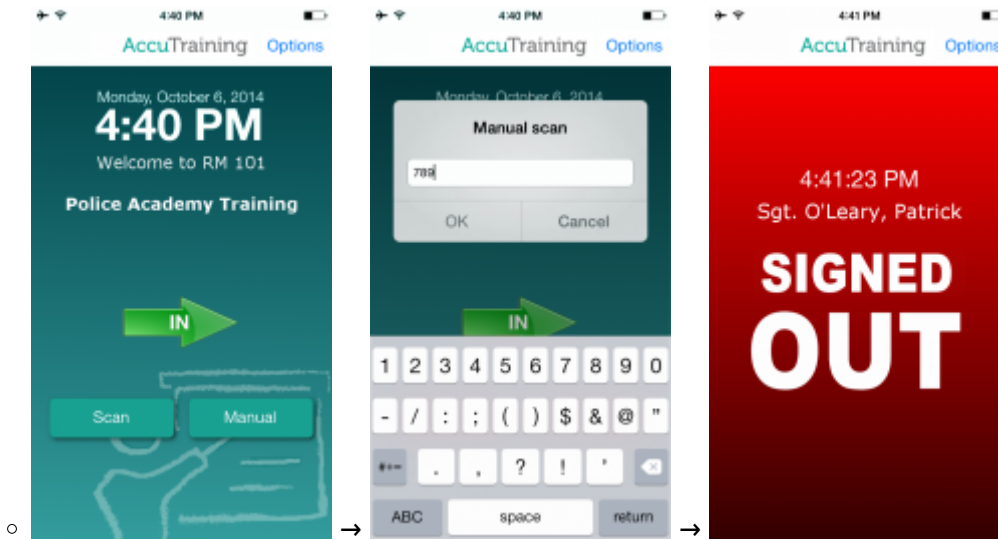 4:40 PM
AccuTraining Options
Monday, October 6, 2014
4:40 PM
Welcome to RM 101
Police Academy Training
IN
Scan Manual
→
4:40 PM
AccuTraining Options
Monday, October 6, 2014
Manual scan
789
OK Cancel
IN
1 2 3 4 5 6 7 8 9 0
- / : ; ( ) $ & @ "
#+= . , ? ! '
ABC space return
→
4:41 PM
AccuTraining Options
4:41:23 PM
Sgt. O'Leary, Patrick
SIGNED
OUT